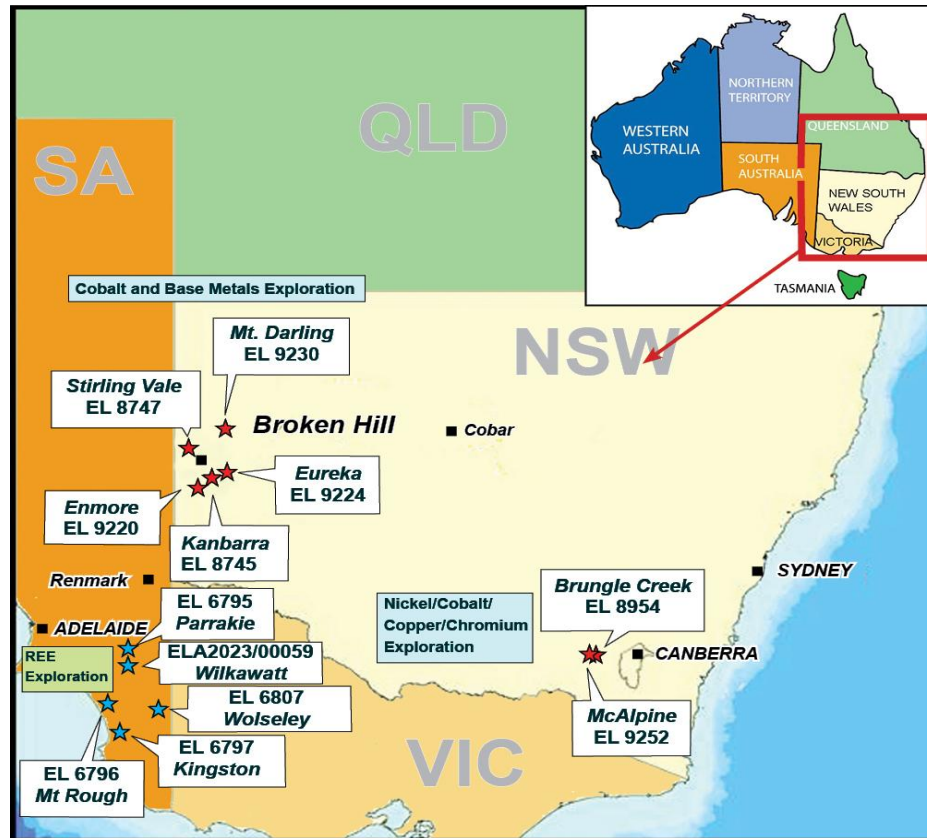 QLD
SA
NSW
VIC
WESTERN
AUSTRALIA
NORTHERN
TERRITORY
QUEENSLAND
SOUTH
AUSTRALIA
NEW SOUTH
WALES
VICTORIA
TASMANIA
Cobalt and Base Metals Exploration
Mt. Darling
EL 9230
Stirling Vale
EL 8747
Broken Hill
Cobar
Eureka
EL 9224
Enmore
EL 9220
Kanbarra
EL 8745
Renmark
ADELAIDE
EL 6795
Parrakie
REE
Exploration
ELA2023/00059
Wilkawatt
EL 6807
Wolseley
EL 6797
Kingston
EL 6796
Mt Rough
Nickel/Cobalt/
Copper/Chromium
Exploration
Brungle Creek
EL 8954
SYDNEY
CANBERRA
McAlpine
EL 9252